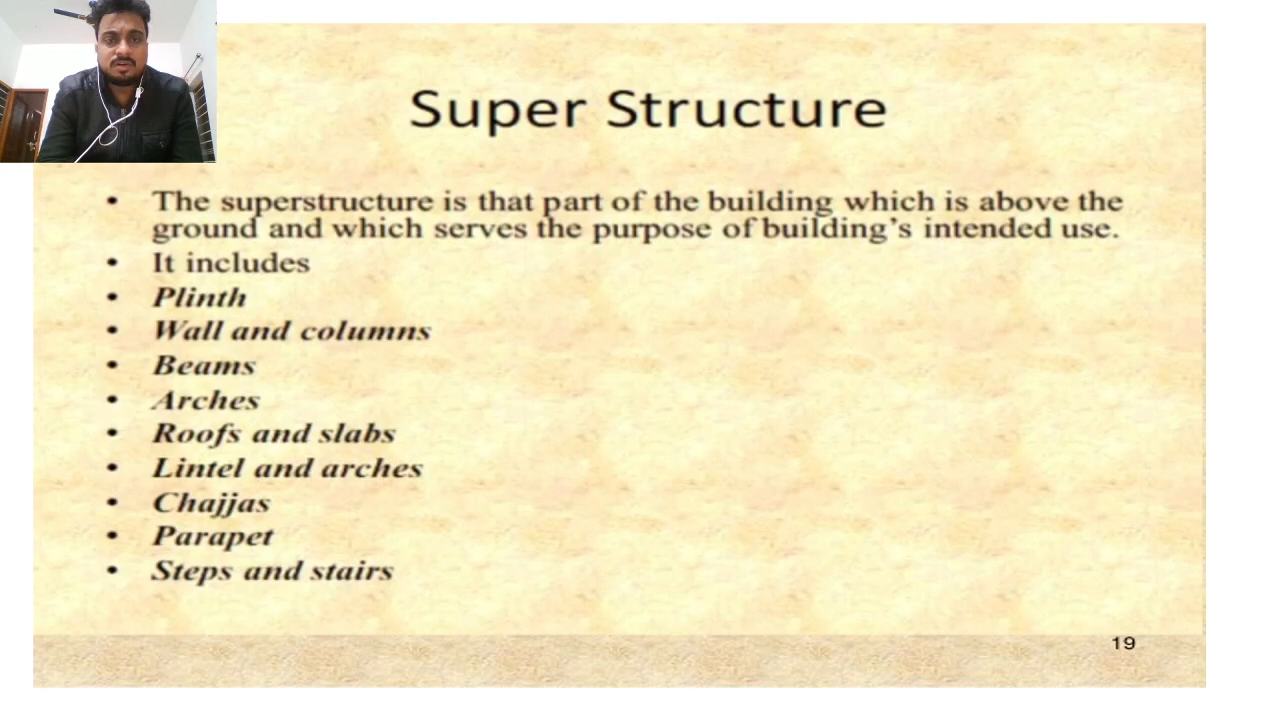 Super Structure
• The superstructure is that part of the building which is above the
ground and which serves the purpose of building’s intended use.
• It includes
• Plinth
• Wall and columns
• Beams
• Arches
• Roofs and slabs
• Lintel and arches
• Chajjas
• Parapet
• Steps and stairs
19